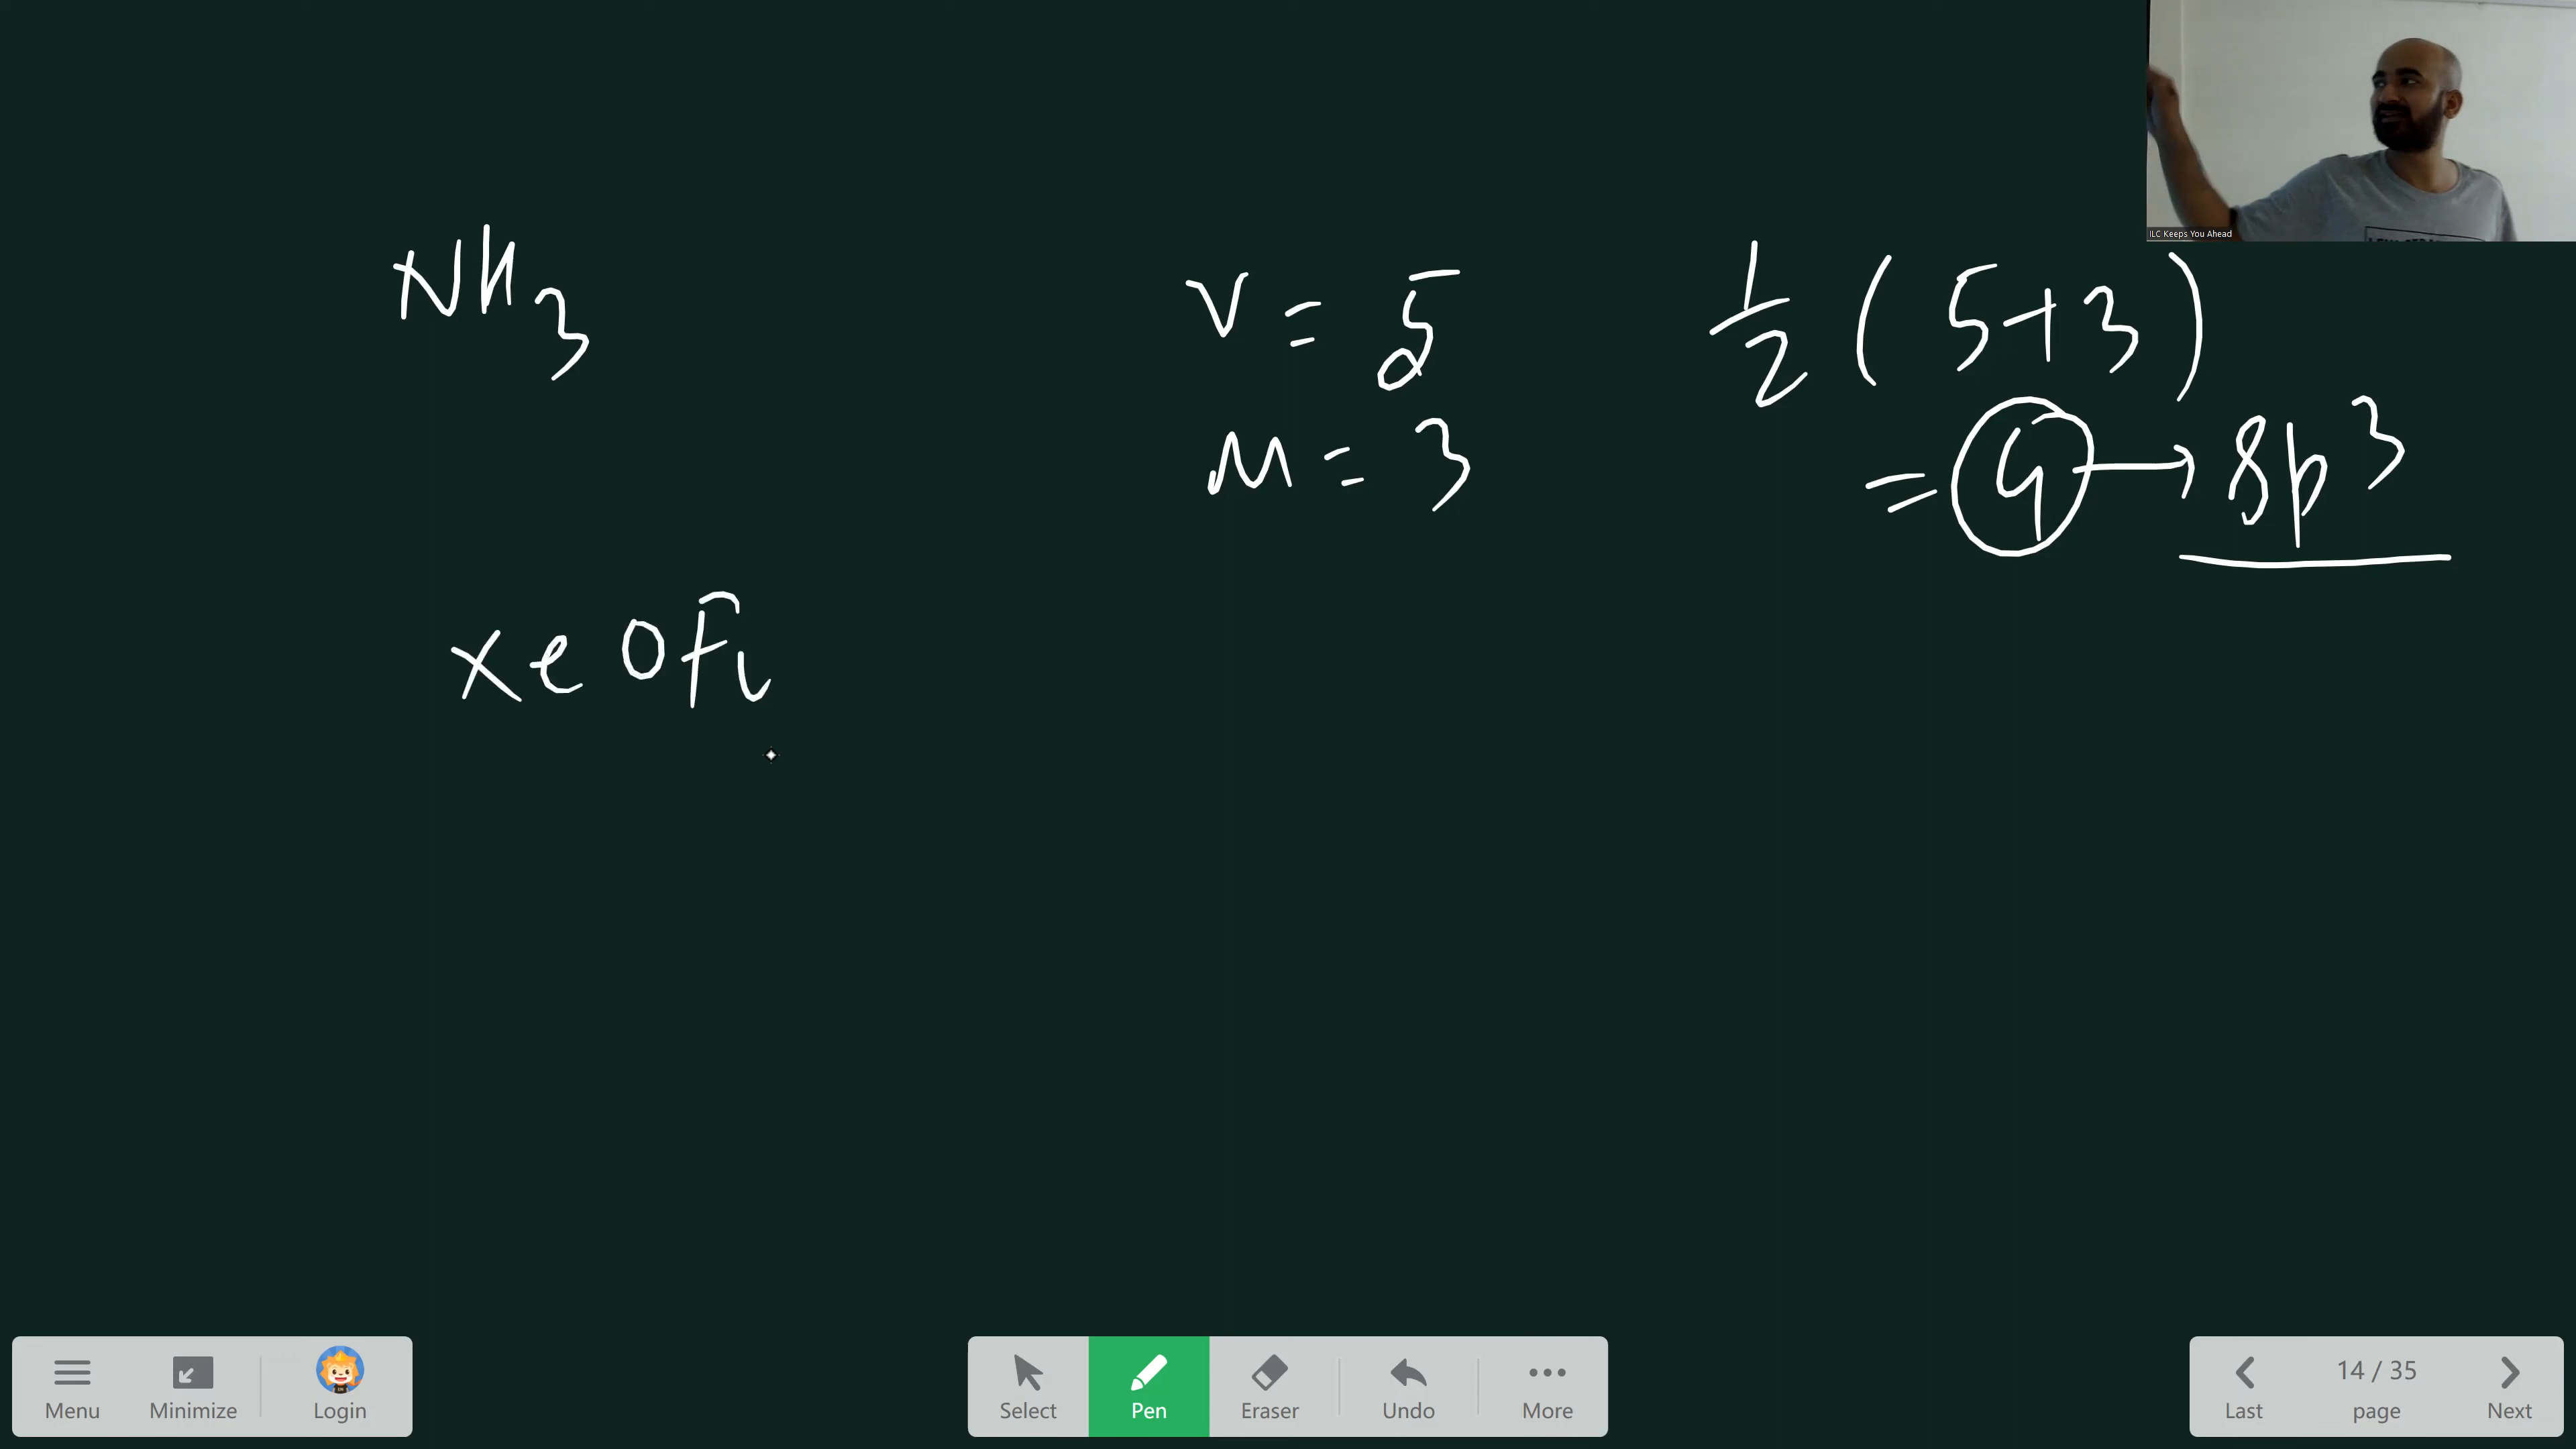 ILC Keeps You Ahead
NH3
V = 5
1/2 ( 5+3 )
M = 3
= 4 → sp3
XeOF
Menu
Minimize
Login
Select
Pen
Eraser
Undo
More
Last
14 / 35
page
Next